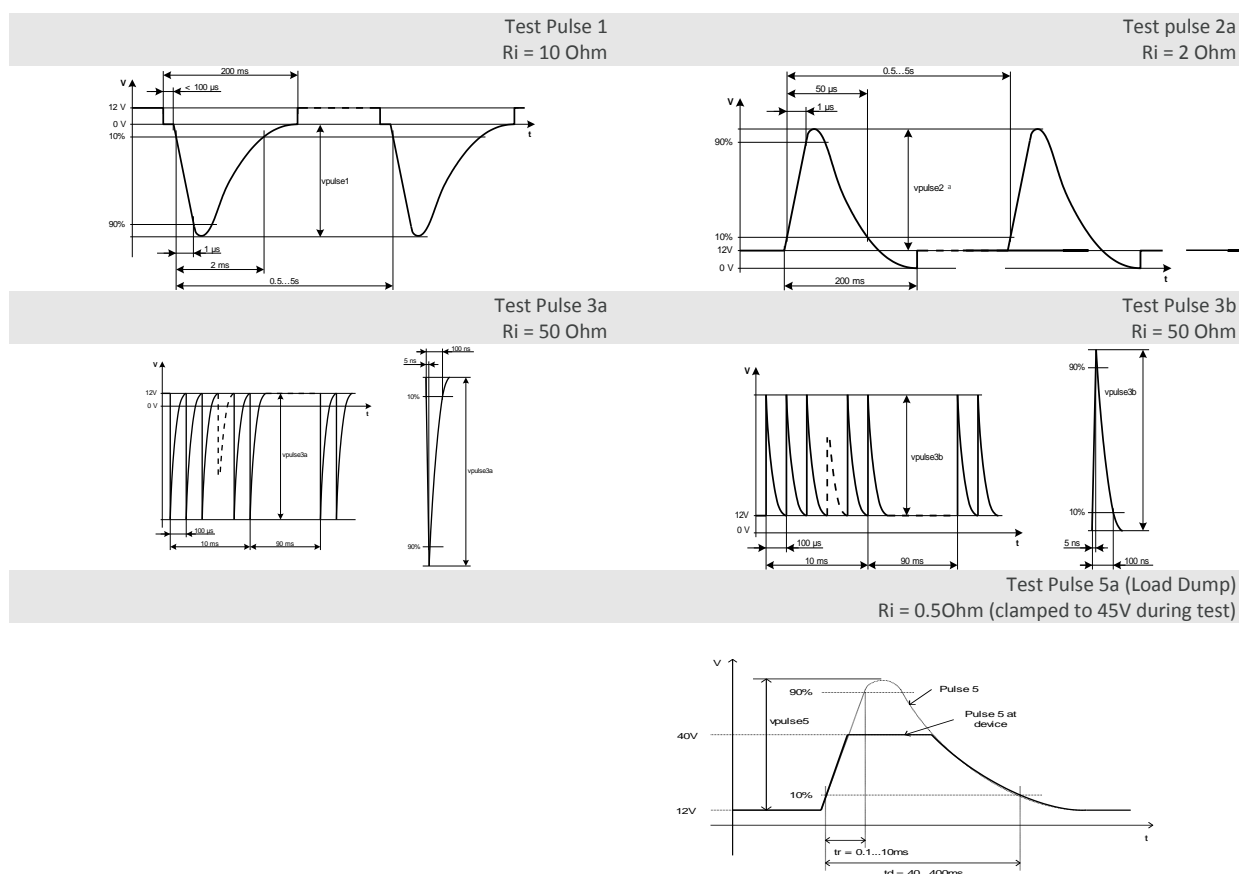 Test Pulse 1
Ri = 10 Ohm
Test pulse 2a
Ri = 2 Ohm
200 ms
V
< 100 µs
12 V
0 V
10%
t
vpulse1
90%
1 µs
2 ms
0.5...5s
0.5...5s
50 µs
V
1 µs
90%
vpulse2 a
10%
12V
0 V
t
200 ms
Test Pulse 3a
Ri = 50 Ohm
Test Pulse 3b
Ri = 50 Ohm
V
12V
0 V
t
vpulse3a
100 µs
10 ms
90 ms
100 ns
5 ns
10%
vpulse3a
90%
V
vpulse3b
12V
0 V
t
100 µs
10 ms
90 ms
90%
vpulse3b
10%
5 ns
100 ns
Test Pulse 5a (Load Dump)
Ri = 0.5Ohm (clamped to 45V during test)
V
90%
Pulse 5
vpulse5
Pulse 5 at
device
40V
10%
12V
t
tr = 0.1...10ms
td = 40...400ms